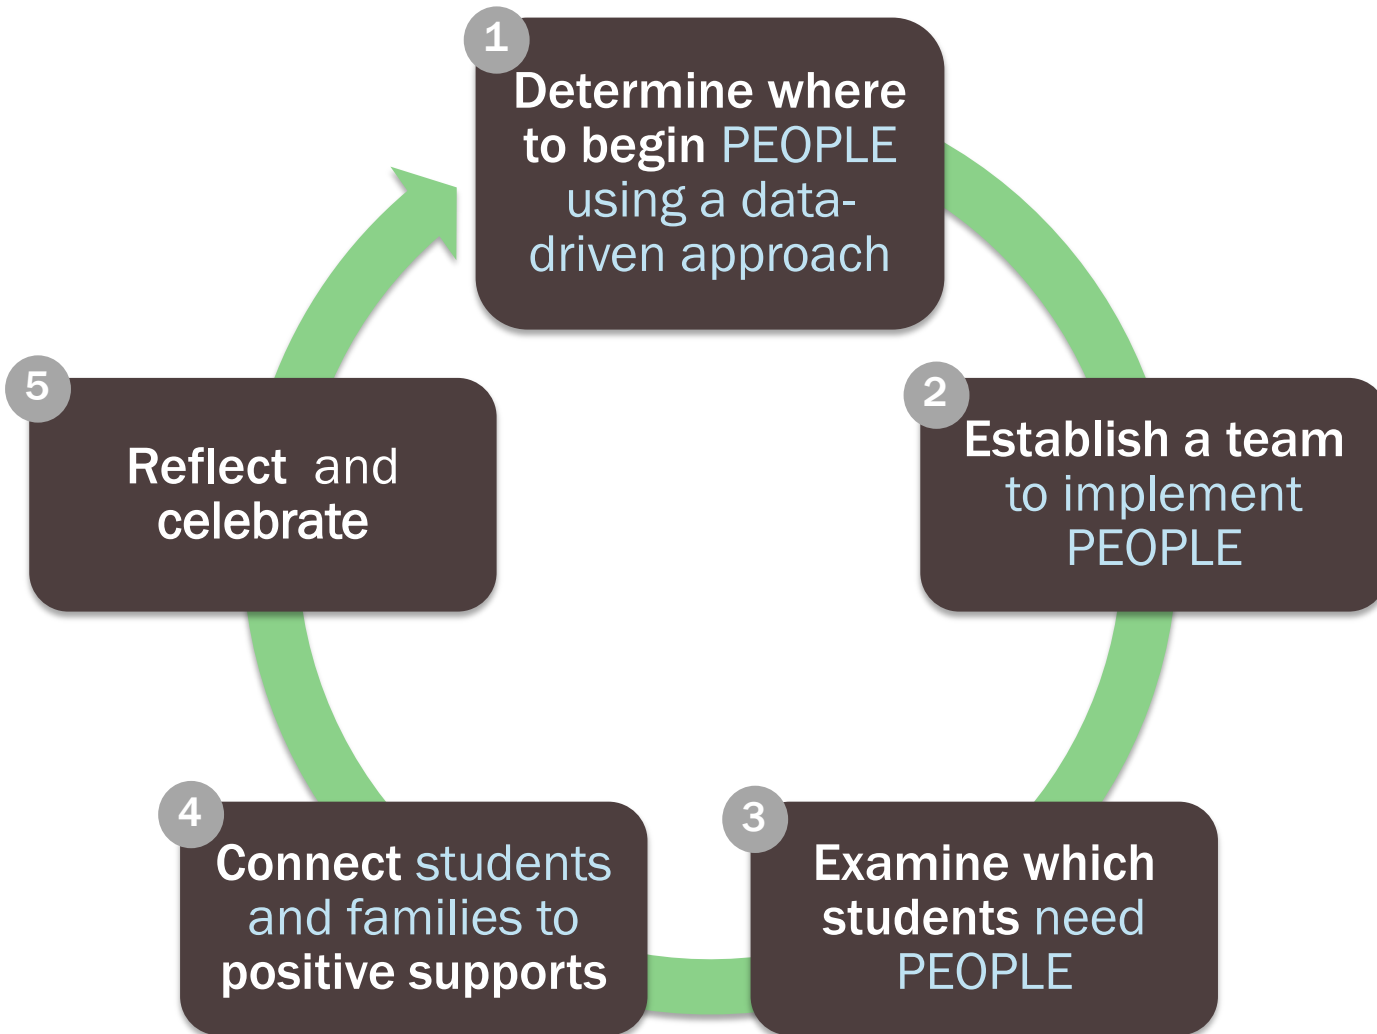 1
Determine where
to begin PEOPLE
using a data-
driven approach
2
Establish a team
to implement
PEOPLE
3
Examine which
students need
PEOPLE
4
Connect students
and families to
positive supports
5
Reflect and
celebrate